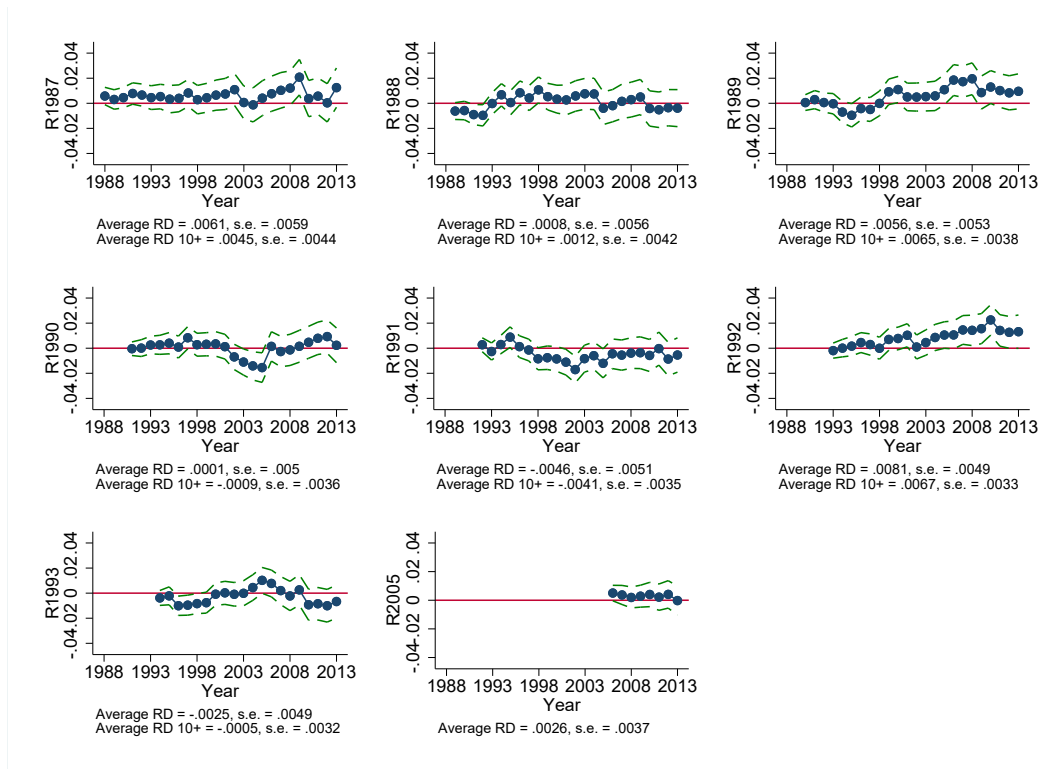 R1987
.04
.02
0
-.02
-.04
1988 1993 1998 2003 2008 2013
Year
Average RD = .0061, s.e. = .0059
Average RD 10+ = .0045, s.e. = .0044
R1988
.04
.02
0
-.02
-.04
1988 1993 1998 2003 2008 2013
Year
Average RD = .0008, s.e. = .0056
Average RD 10+ = .0012, s.e. = .0042
R1989
.04
.02
0
-.02
-.04
1988 1993 1998 2003 2008 2013
Year
Average RD = .0056, s.e. = .0053
Average RD 10+ = .0065, s.e. = .0038
R1990
.04
.02
0
-.02
-.04
1988 1993 1998 2003 2008 2013
Year
Average RD = .0001, s.e. = .005
Average RD 10+ = -.0009, s.e. = .0036
R1991
.04
.02
0
-.02
-.04
1988 1993 1998 2003 2008 2013
Year
Average RD = -.0046, s.e. = .0051
Average RD 10+ = -.0041, s.e. = .0035
R1992
.04
.02
0
-.02
-.04
1988 1993 1998 2003 2008 2013
Year
Average RD = .0081, s.e. = .0049
Average RD 10+ = .0067, s.e. = .0033
R1993
.04
.02
0
-.02
-.04
1988 1993 1998 2003 2008 2013
Year
Average RD = -.0025, s.e. = .0049
Average RD 10+ = -.0005, s.e. = .0032
R2005
.04
.02
0
-.02
-.04
1988 1993 1998 2003 2008 2013
Year
Average RD = .0026, s.e. = .0037